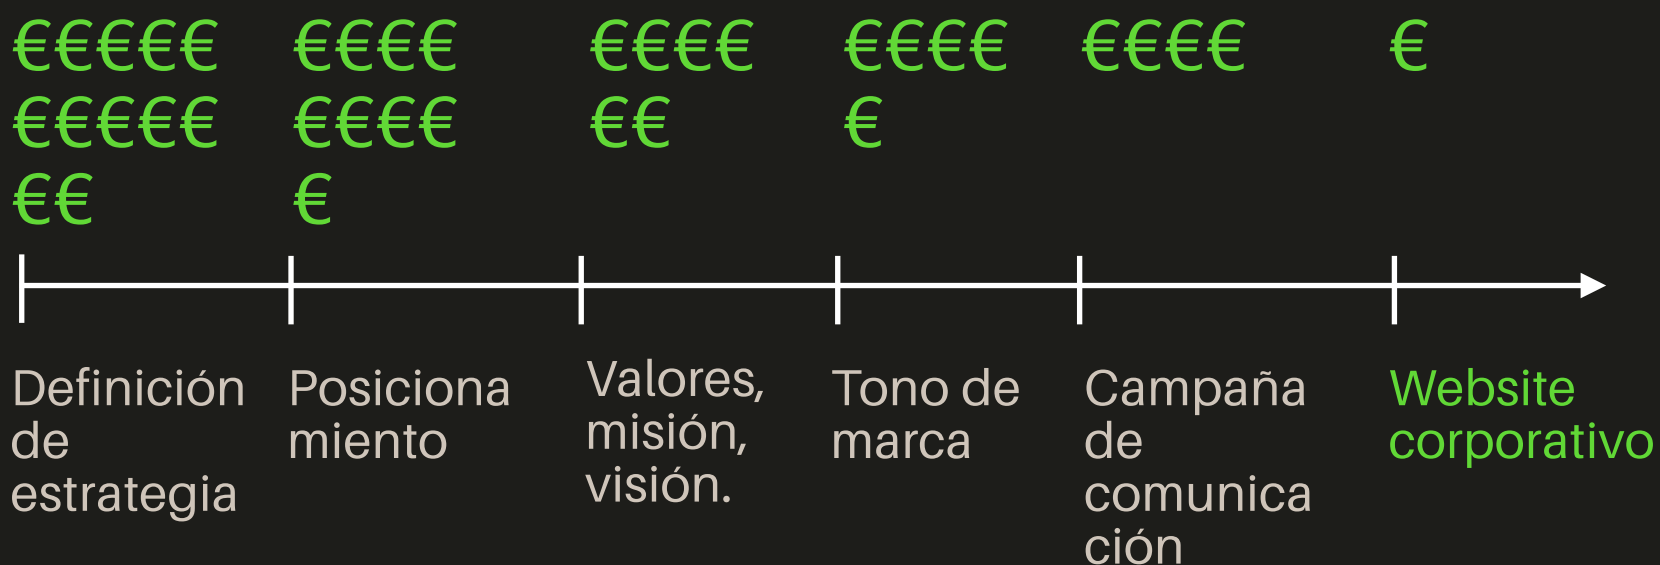 €€€€€
€€€€€
€€
€€€€
€€€€
€
€€€€
€€
€€€€
€
€€€€
€
Definición
de
estrategia
Posiciona
miento
Valores,
misión,
visión.
Tono de
marca
Campaña
de
comunica
ción
Website
corporativo